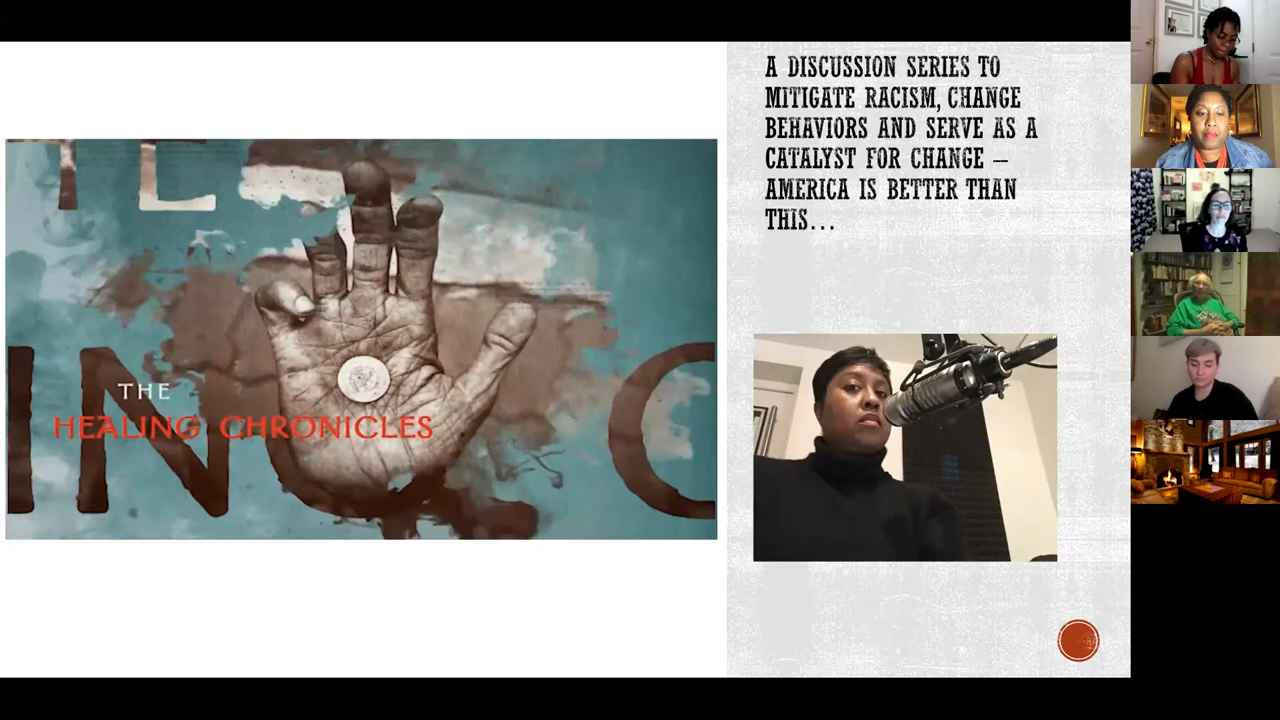 THE
HEALING CHRONICLES
IN
A DISCUSSION SERIES TO
MITIGATE RACISM, CHANGE
BEHAVIORS AND SERVE AS A
CATALYST FOR CHANGE –
AMERICA IS BETTER THAN
THIS...